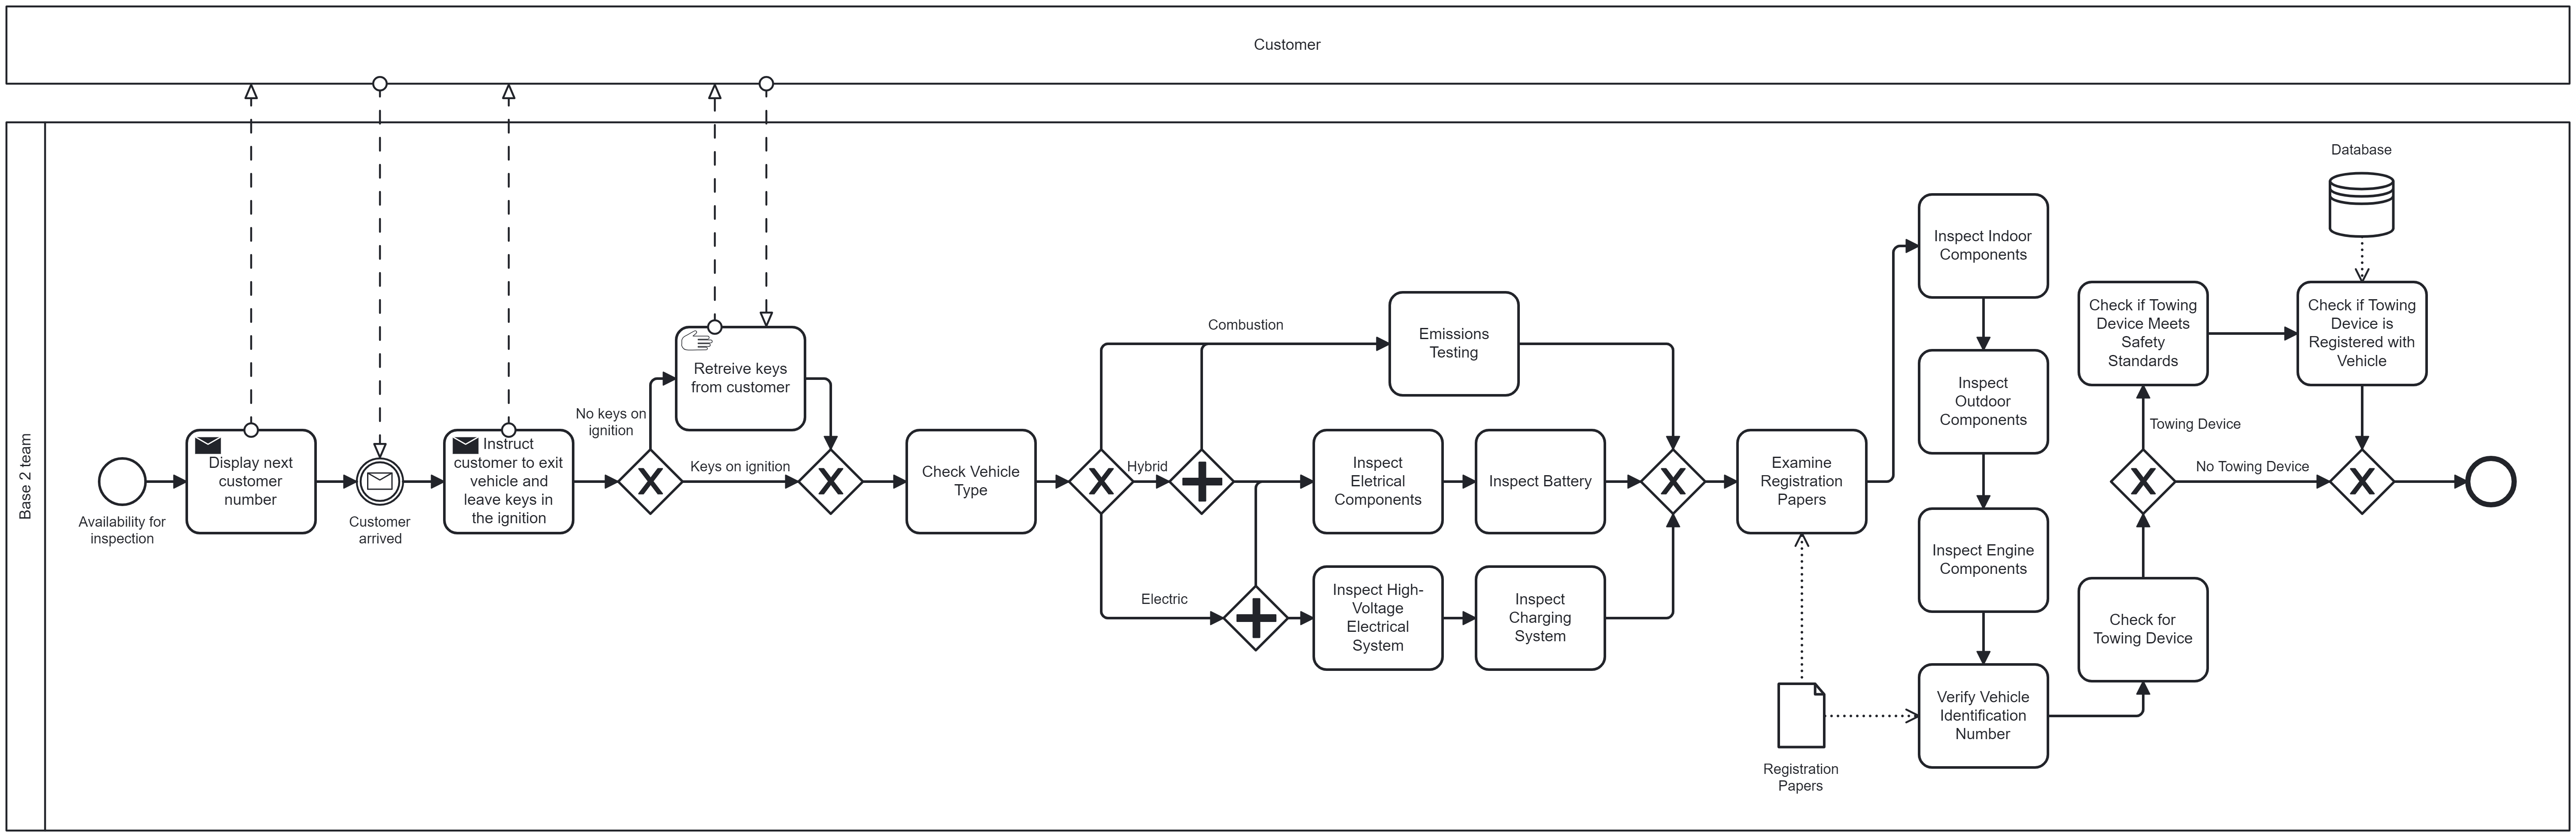 Customer
Base 2 team
Availability for
inspection
Display next
customer
number
Customer
arrived
Instruct
customer to exit
vehicle and
leave keys in
the ignition
No keys on
ignition
Keys on ignition
Retreive keys
from customer
Check Vehicle
Type
Combustion
Hybrid
Electric
Emissions
Testing
Inspect
Eletrical
Components
Inspect Battery
Inspect High-
Voltage
Electrical
System
Inspect
Charging
System
Examine
Registration
Papers
Registration
Papers
Inspect Indoor
Components
Inspect
Outdoor
Components
Inspect Engine
Components
Verify Vehicle
Identification
Number
Check for
Towing Device
Towing Device
No Towing Device
Check if Towing
Device Meets
Safety
Standards
Database
Check if Towing
Device is
Registered with
Vehicle